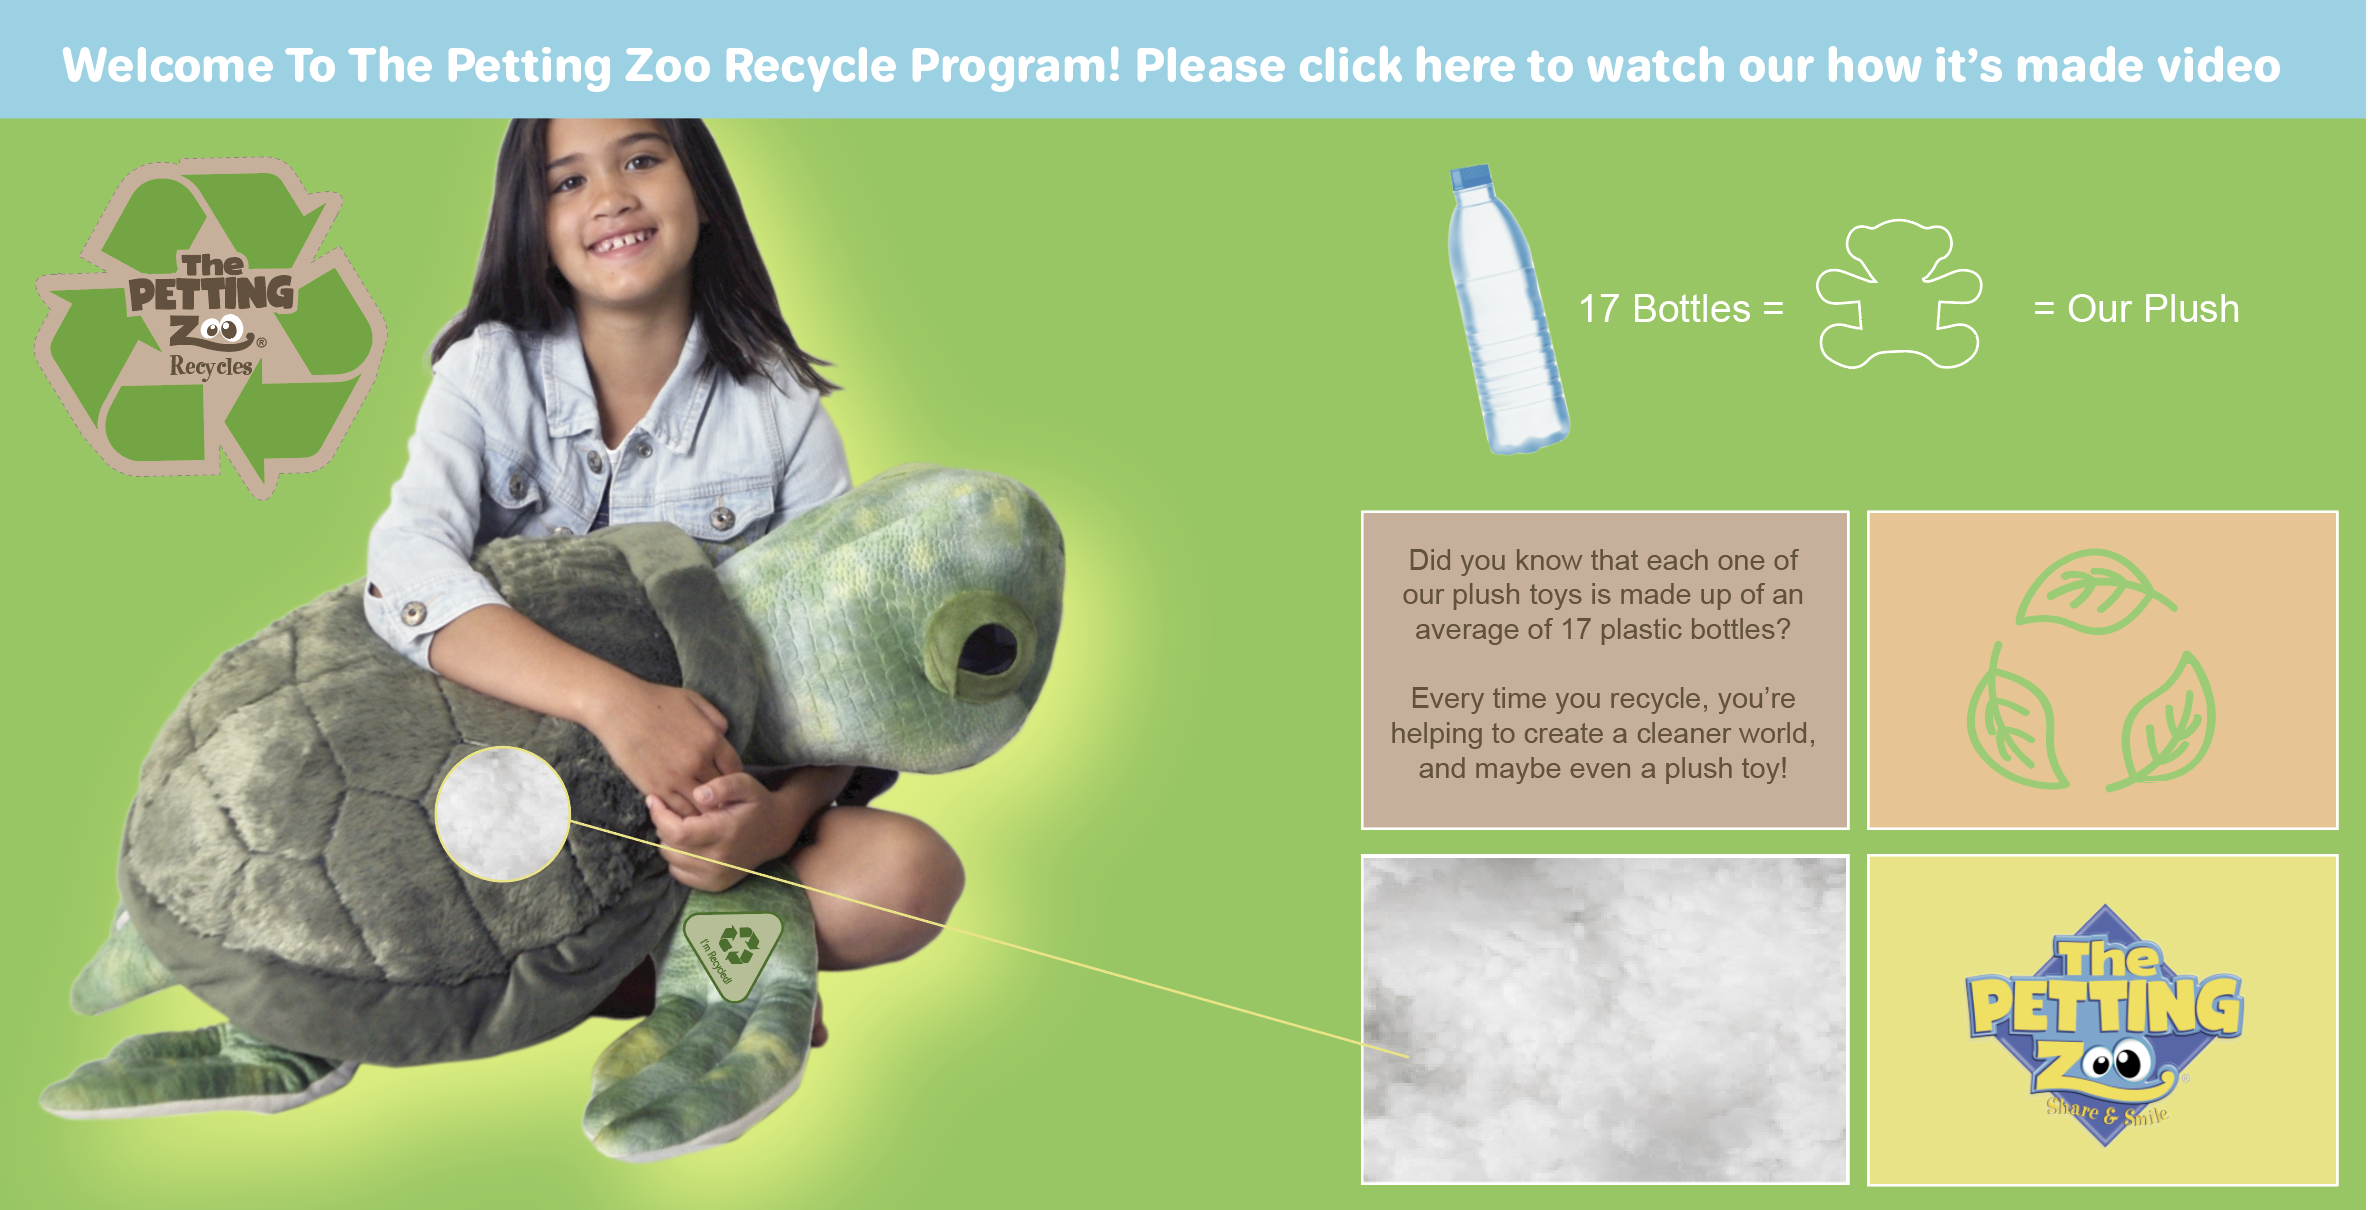 Welcome To The Petting Zoo Recycle Program! Please click here to watch our how it's made video
The
PETTING
Zoo®
Recycles
17 Bottles =
= Our Plush
Did you know that each one of
our plush toys is made up of an
average of 17 plastic bottles?
Every time you recycle, you're
helping to create a cleaner world,
and maybe even a plush toy!
I'm Recycled!
The
PETTING
Zoo®
Share & Smile